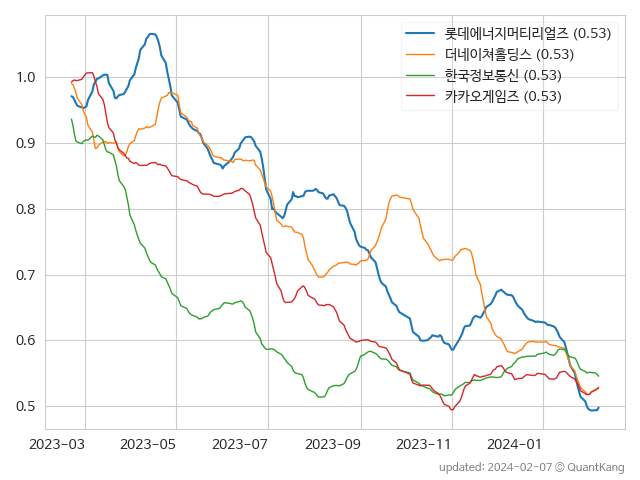 롯데에너지머티리얼즈 (0.53)
더네이쳐홀딩스 (0.53)
한국정보통신 (0.53)
카카오게임즈 (0.53)
1.0
0.9
0.8
0.7
0.6
0.5
2023-03 2023-05 2023-07 2023-09 2023-11 2024-01
updated: 2024-02-07 © QuantKang